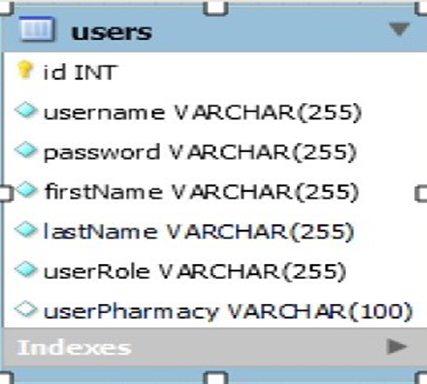 users
id INT
username VARCHAR(255)
password VARCHAR(255)
firstName VARCHAR(255)
lastName VARCHAR(255)
userRole VARCHAR(255)
userPharmacy VARCHAR(100)
Indexes